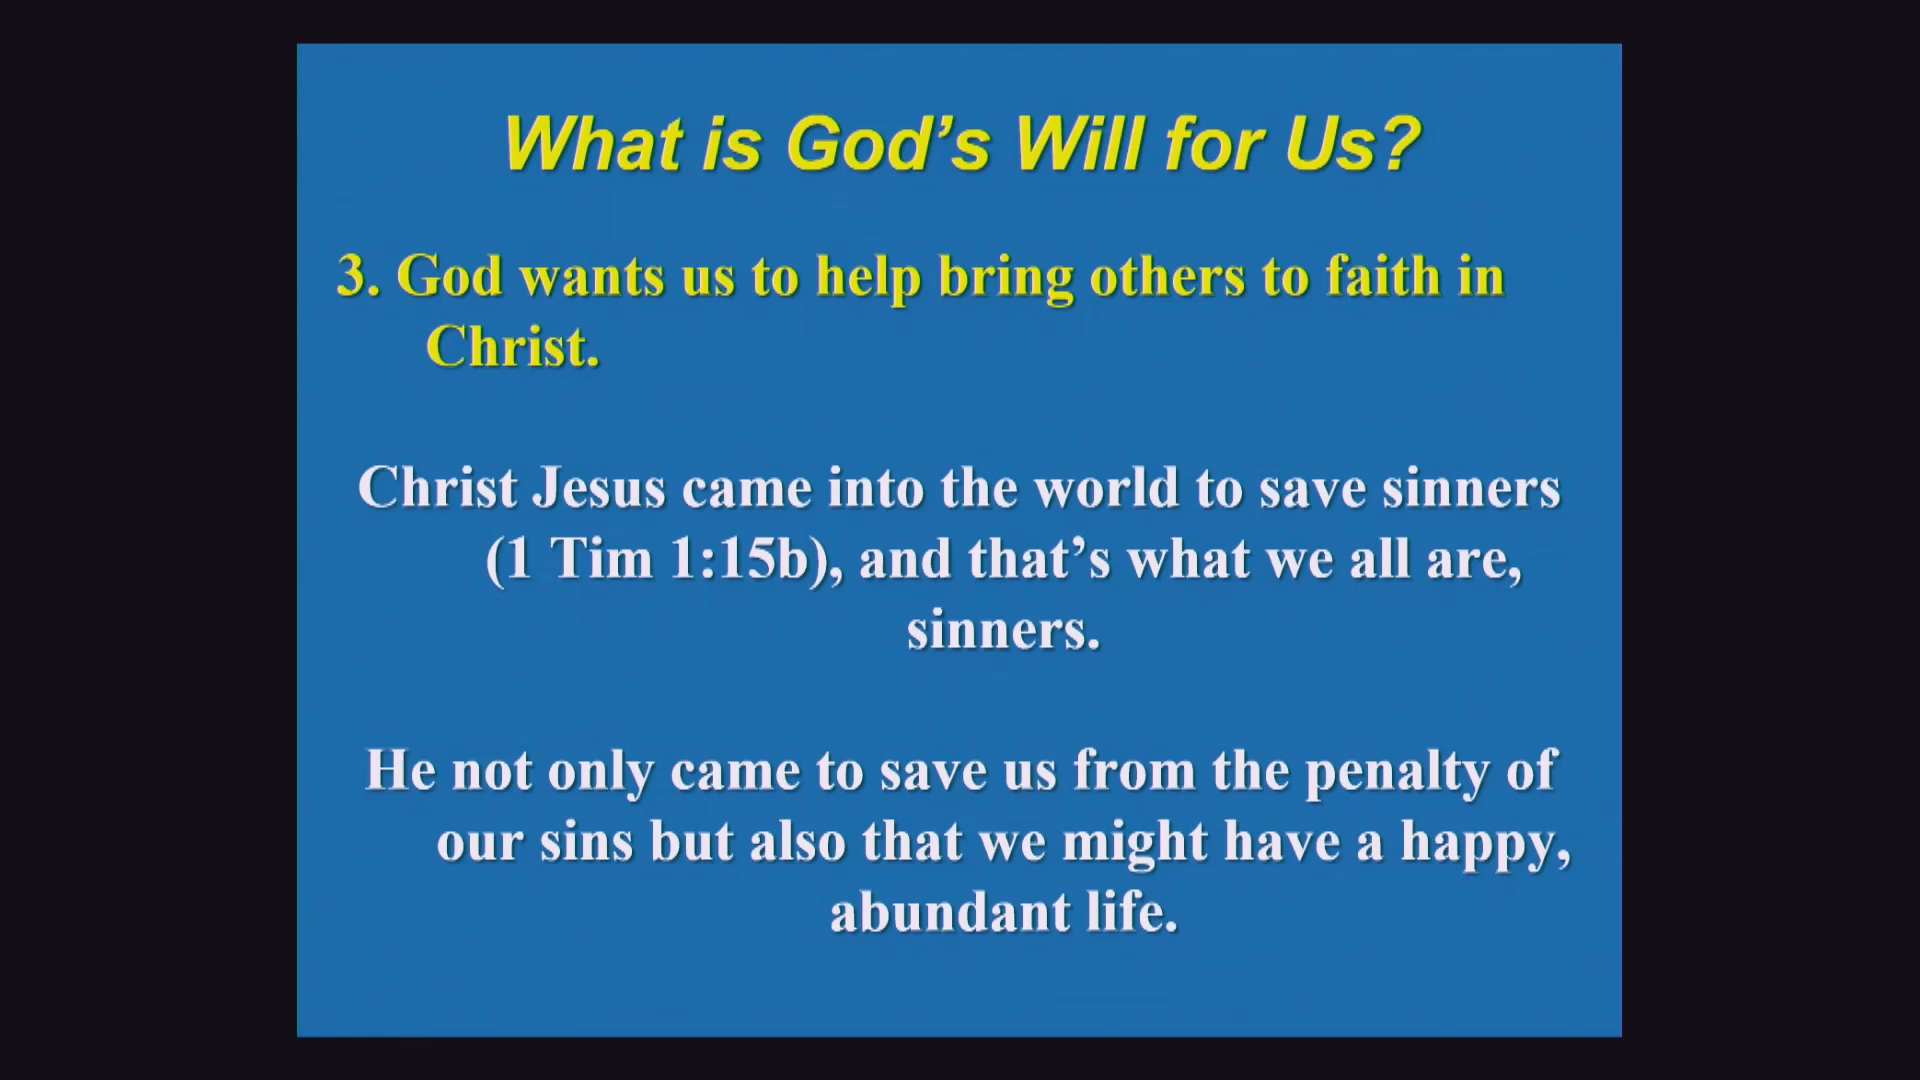 What is God’s Will for Us?
3. God wants us to help bring others to faith in
Christ.
Christ Jesus came into the world to save sinners
(1 Tim 1:15b), and that’s what we all are,
sinners.
He not only came to save us from the penalty of
our sins but also that we might have a happy,
abundant life.